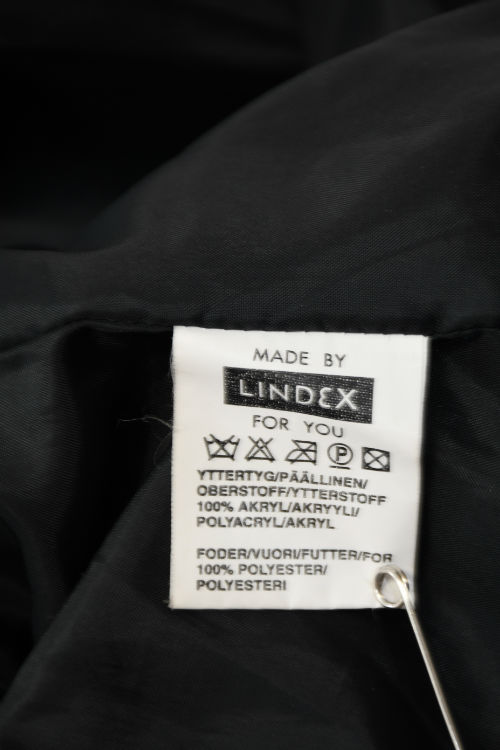 MADE BY
LINDEX
FOR YOU
P
YTTERTYG/PÄÄLLINEN/
OBERSTOFF/YTTERSTOFF
100% AKRYL/AKRYYLI/
POLYACRYL/AKRYL
FODER/VUORI/FUTTER/FOR
100% POLYESTER/
POLYESTERI